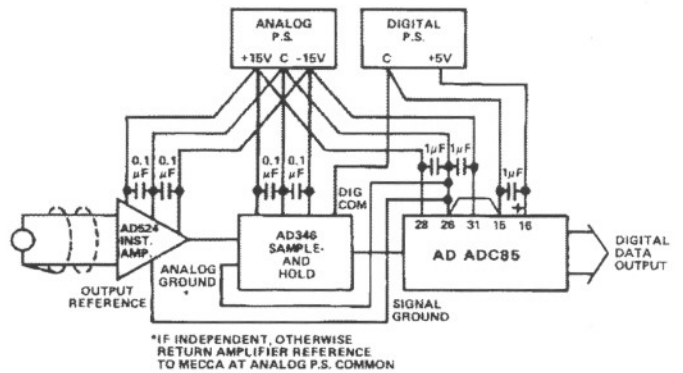 ANALOG
P.S.
+15V C -15V
DIGITAL
P.S.
C +5V
0.1
µF
0.1
µF
0.1
µF
0.1
µF
1µF
1µF
1µF
DIG
COM
AD524
INST.
AMP.
AD346
SAMPLE-
AND
HOLD
28 26 31 15 16
AD ADC85
DIGITAL
DATA
OUTPUT
OUTPUT
REFERENCE
ANALOG
GROUND
*
SIGNAL
GROUND
*IF INDEPENDENT, OTHERWISE
RETURN AMPLIFIER REFERENCE
TO MECCA AT ANALOG P.S. COMMON